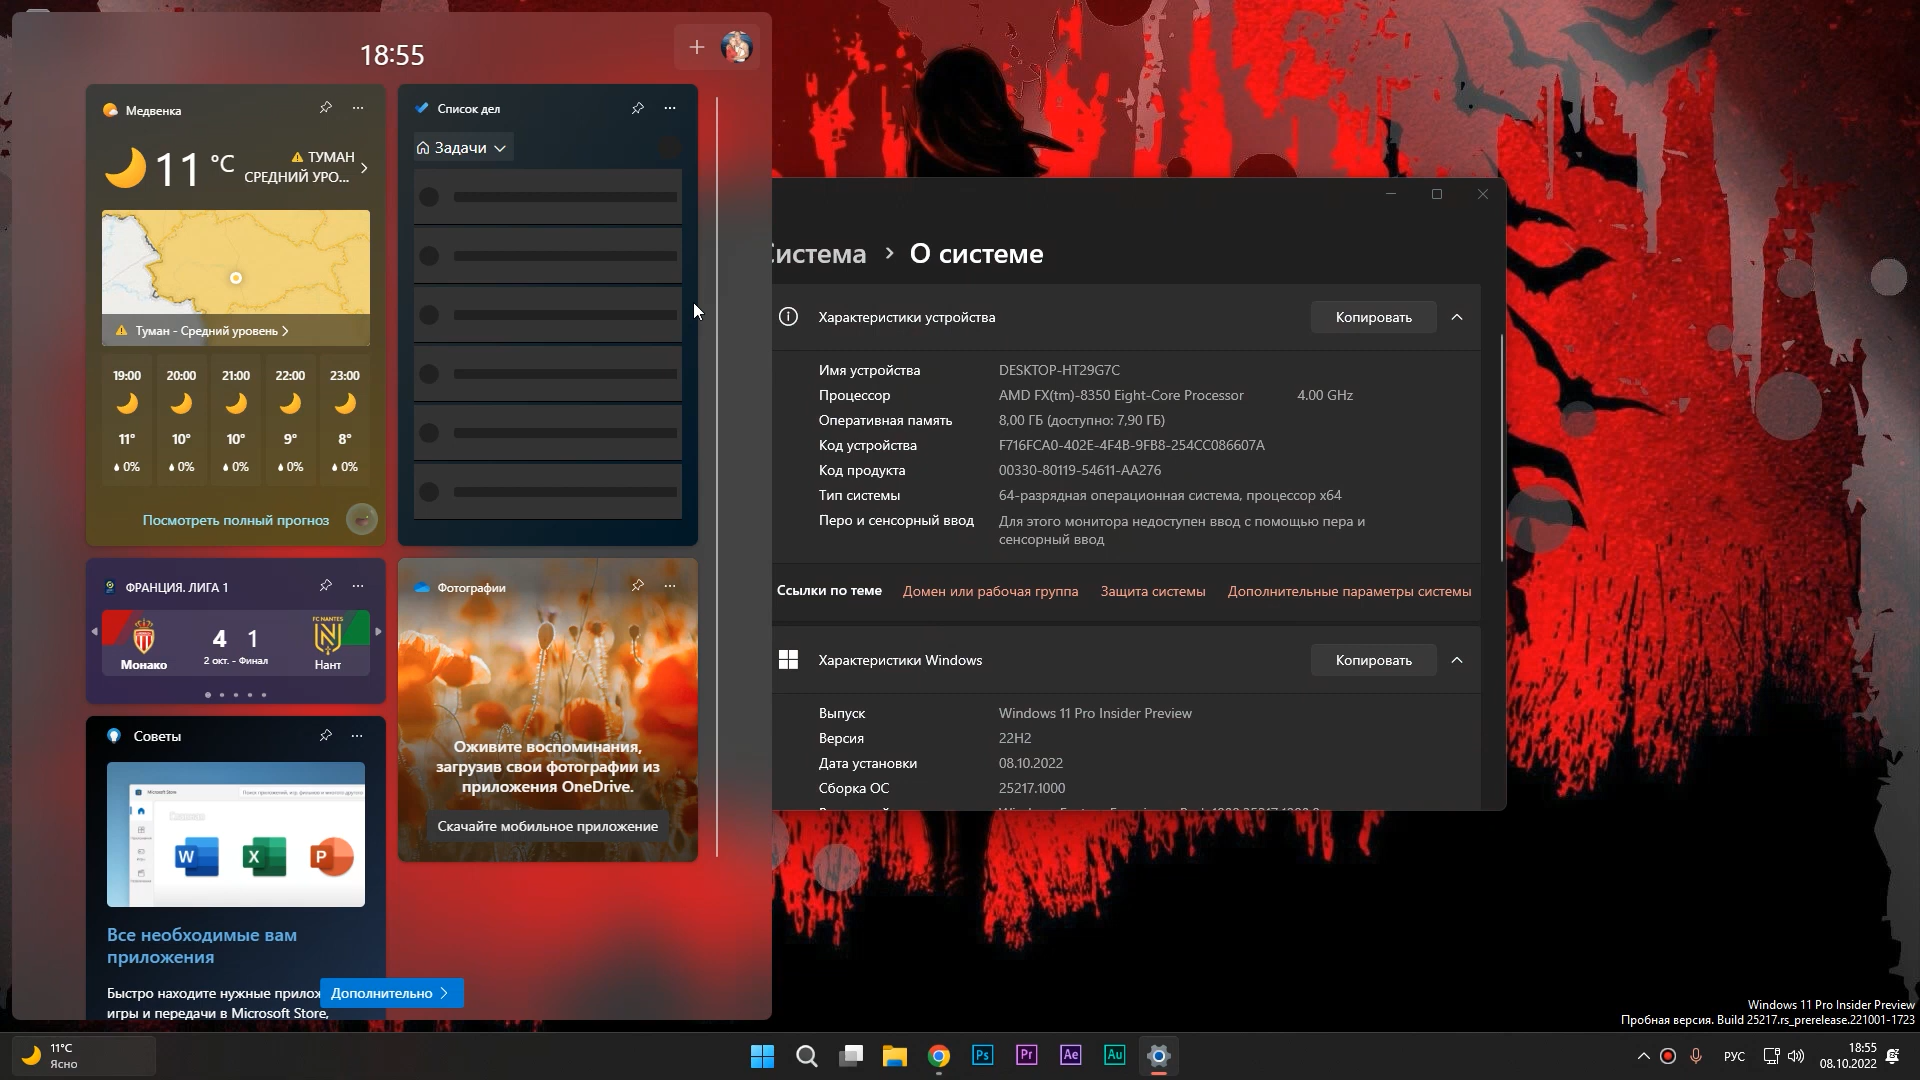 18:55
Медвенка
11 °C
ТУМАН
СРЕДНИЙ УРО...
Туман - Средний уровень
19:00 20:00 21:00 22:00 23:00
11° 10° 10° 9° 8°
0% 0% 0% 0% 0%
Посмотреть полный прогноз
Список дел
Задачи
ФРАНЦИЯ. ЛИГА 1
4 1
2 окт. - Финал
Монако
FC NANTES
Нант
Фотографии
Оживите воспоминания,
загрузив свои фотографии из
приложения OneDrive.
Скачайте мобильное приложение
Советы
Microsoft Store
W X P
Все необходимые вам
приложения
Быстро находите нужные прилож
игры и передачи в Microsoft Store,
Дополнительно
Система > О системе
Характеристики устройства
Копировать
Имя устройства DESKTOP-HT29G7C
Процессор AMD FX(tm)-8350 Eight-Core Processor 4.00 GHz
Оперативная память 8,00 ГБ (доступно: 7,90 ГБ)
Код устройства F716FCA0-402E-4F4B-9FB8-254CC086607A
Код продукта 00330-80119-54611-AA276
Тип системы 64-разрядная операционная система, процессор x64
Перо и сенсорный ввод Для этого монитора недоступен ввод с помощью пера и
сенсорный ввод
Ссылки по теме Домен или рабочая группа Защита системы Дополнительные параметры системы
Характеристики Windows
Копировать
Выпуск Windows 11 Pro Insider Preview
Версия 22H2
Дата установки 08.10.2022
Сборка ОС 25217.1000
Windows 11 Pro Insider Preview
Пробная версия. Build 25217.rs_prerelease.221001-1723
11°C
Ясно
Ps Pr Ae Au
РУС
18:55
08.10.2022